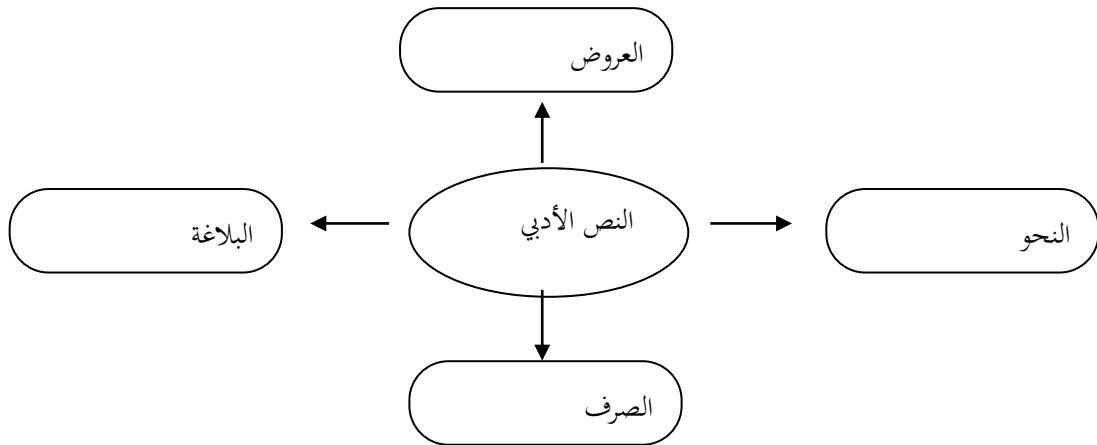 العروض
النص الأدبي
النحو
البلاغة
الصرف